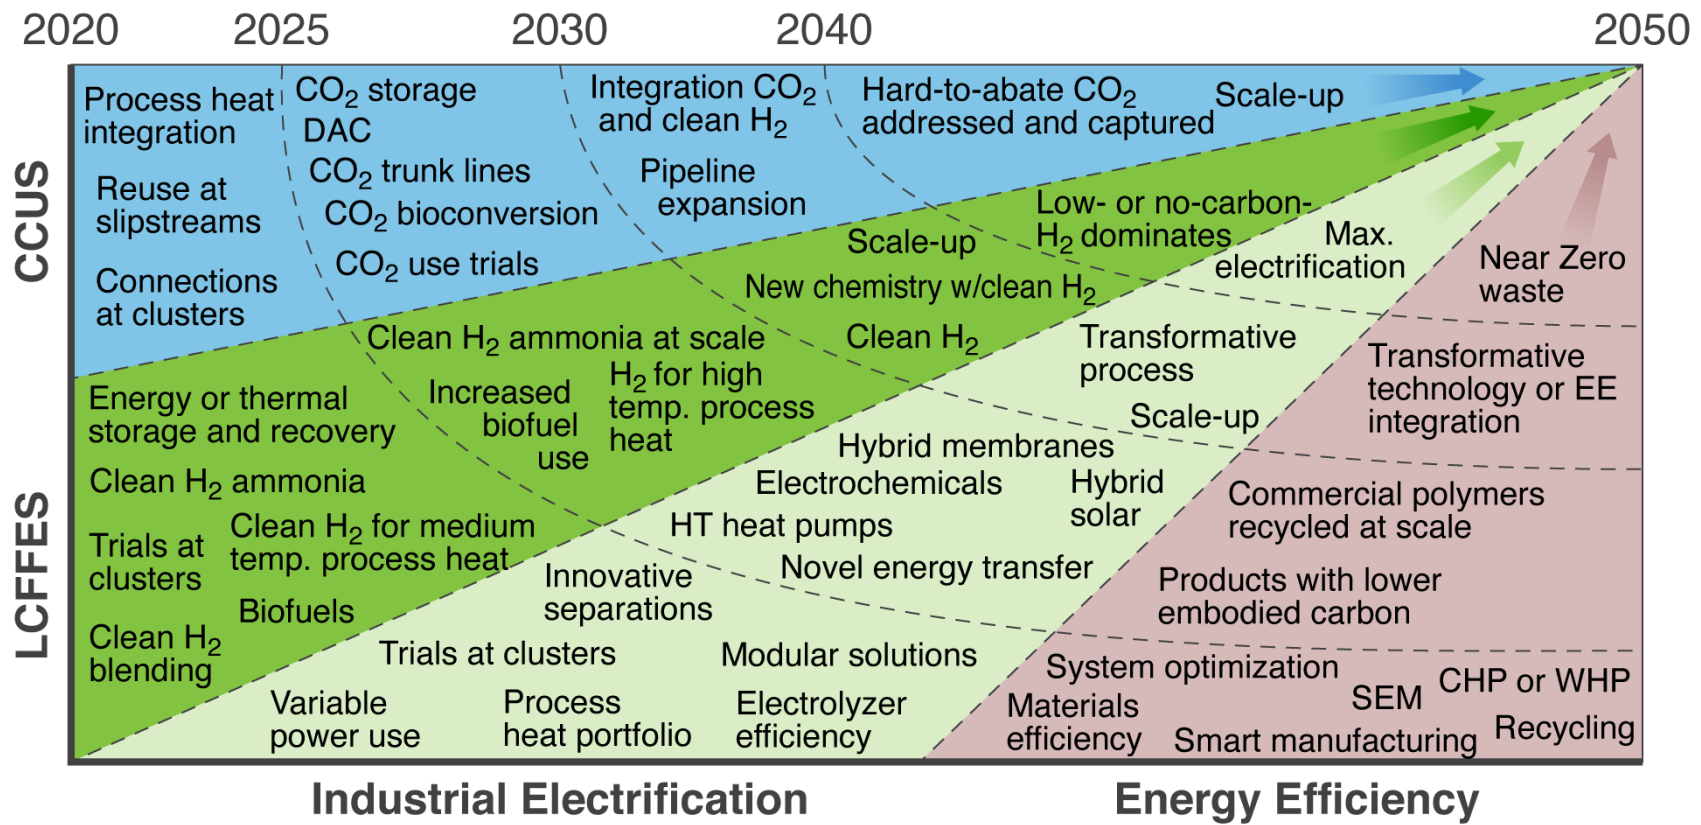 2020
2025
2030
2040
2050
CCUS
LCFFES
Process heat
integration
Reuse at
slipstreams
Connections
at clusters
CO₂ storage
DAC
CO₂ trunk lines
CO₂ bioconversion
CO₂ use trials
Integration CO₂
and clean H₂
Pipeline
expansion
Hard-to-abate CO₂
addressed and captured
Scale-up
Energy or thermal
storage and recovery
Clean H₂ ammonia
Trials at
clusters
Clean H₂ for medium
temp. process heat
Biofuels
Clean H₂
blending
Clean H₂ ammonia at scale
Increased
biofuel
use
H₂ for high
temp. process
heat
Scale-up
New chemistry w/clean H₂
Clean H₂
Low- or no-carbon-
H₂ dominates
Max.
electrification
Transformative
process
Scale-up
Hybrid membranes
Electrochemicals
Hybrid
solar
HT heat pumps
Novel energy transfer
Innovative
separations
Trials at clusters
Modular solutions
Variable
power use
Process
heat portfolio
Electrolyzer
efficiency
Near Zero
waste
Transformative
technology or EE
integration
Commercial polymers
recycled at scale
Products with lower
embodied carbon
System optimization
CHP or WHP
SEM
Materials
efficiency
Smart manufacturing
Recycling
Industrial Electrification
Energy Efficiency